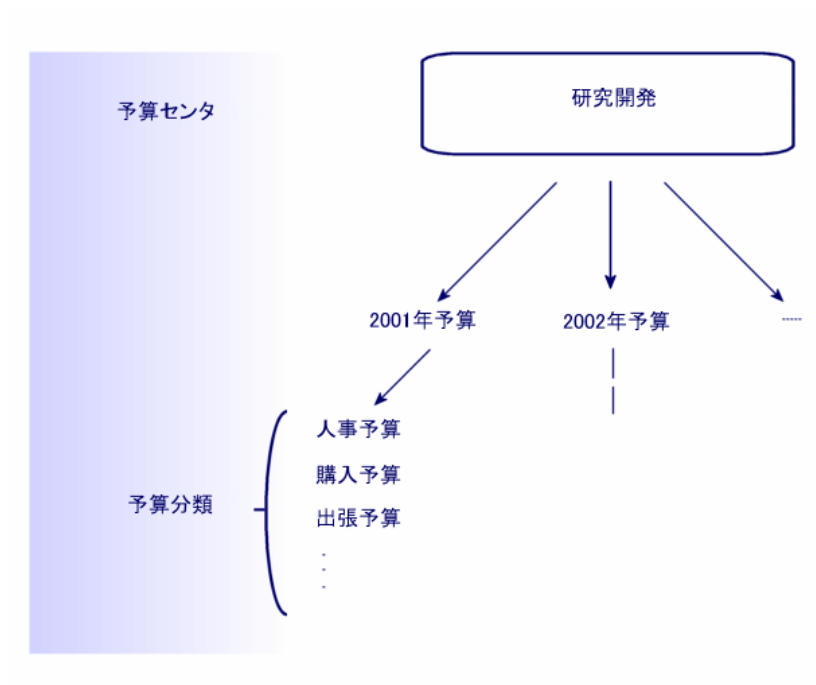 予算センタ
研究開発
2001年予算
2002年予算
-----
人事予算
購入予算
出張予算
予算分類